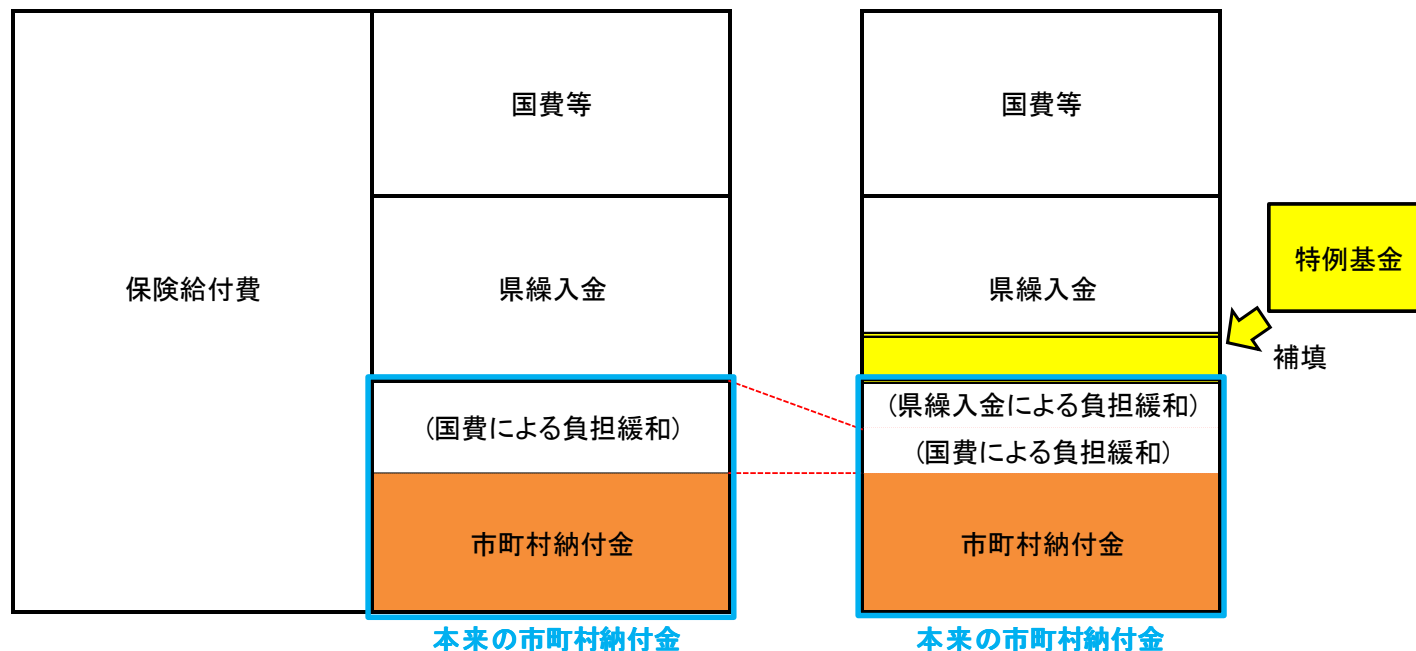 保険給付費
国費等
県繰入金
(国費による負担緩和)
市町村納付金
本来の市町村納付金
国費等
県繰入金
(県繰入金による負担緩和)
(国費による負担緩和)
市町村納付金
本来の市町村納付金
特例基金
補填